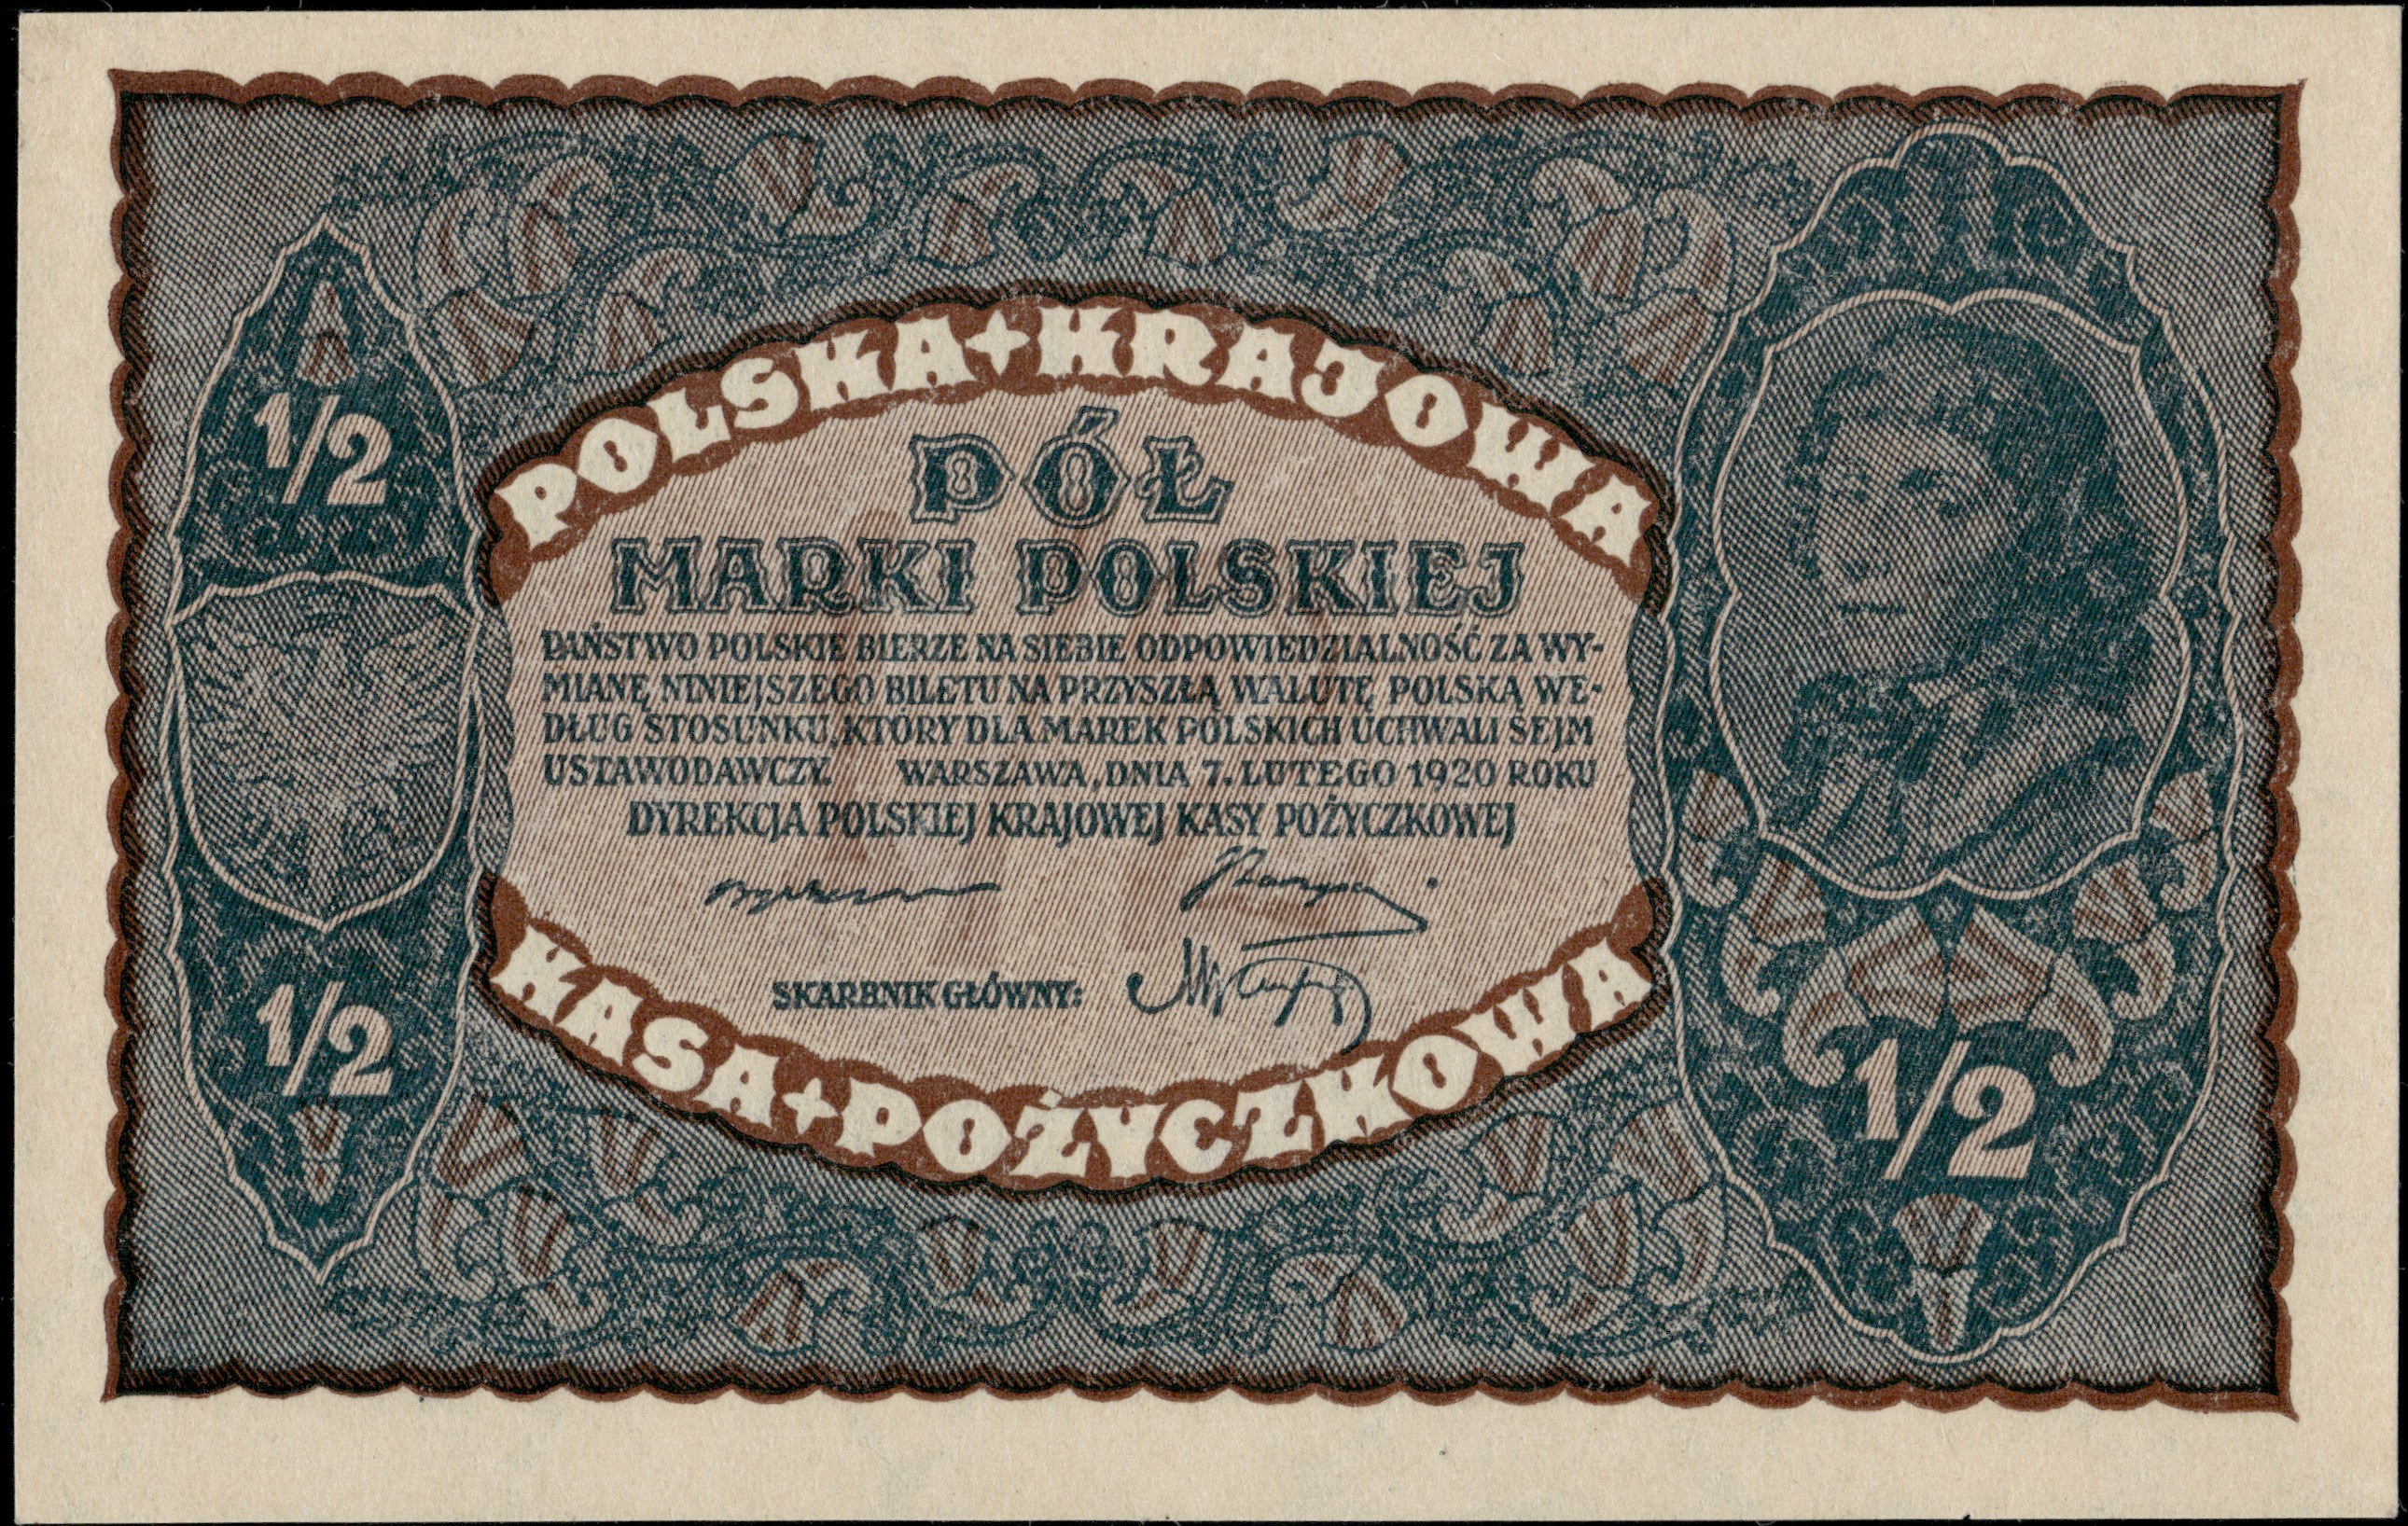 POLSKA + KRAJOWA
1/2
PÓŁ
MARKI POLSKIEJ
PAŃSTWO POLSKIE BIERZE NA SIEBIE ODPOWIEDZIALNOŚĆ ZA WY-
MIANĘ NINIEJSZEGO BILETU NA PRZYSZŁĄ WALUTĘ POLSKĄ WE-
DŁUG STOSUNKU, KTÓRY DLA MAREK POLSKICH UCHWALI SEJM
USTAWODAWCZY. WARSZAWA, DNIA 7. LUTEGO 1920 ROKU
DYREKCJA POLSKIEJ KRAJOWEJ KASY POŻYCZKOWEJ
SKARBNIK GŁÓWNY:
1/2
KASA + POŻYCZKOWA
1/2